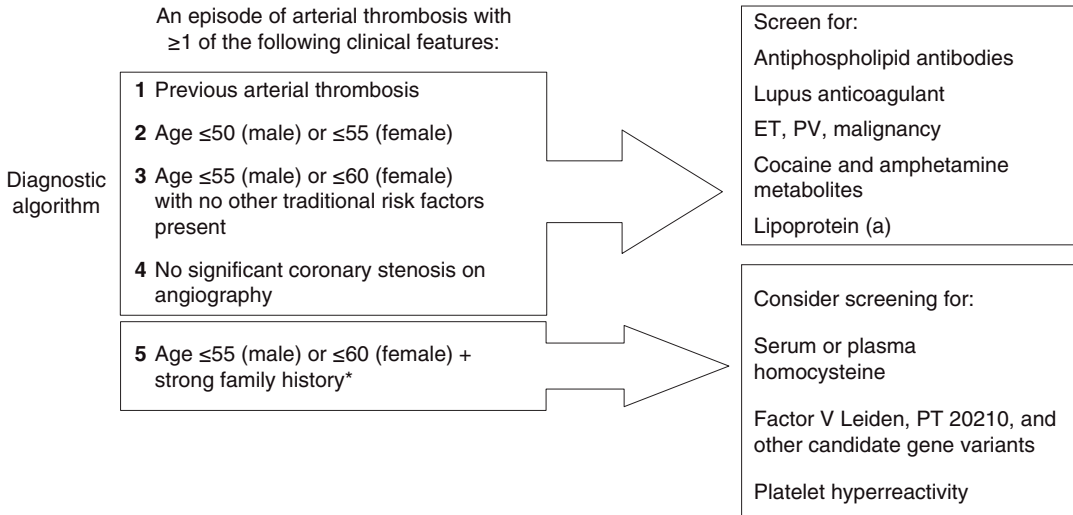 An episode of arterial thrombosis with
≥1 of the following clinical features:
Diagnostic
algorithm
1 Previous arterial thrombosis
2 Age ≤50 (male) or ≤55 (female)
3 Age ≤55 (male) or ≤60 (female)
with no other traditional risk factors
present
4 No significant coronary stenosis on
angiography
5 Age ≤55 (male) or ≤60 (female) +
strong family history*
Screen for:
Antiphospholipid antibodies
Lupus anticoagulant
ET, PV, malignancy
Cocaine and amphetamine
metabolites
Lipoprotein (a)
Consider screening for:
Serum or plasma
homocysteine
Factor V Leiden, PT 20210, and
other candidate gene variants
Platelet hyperreactivity